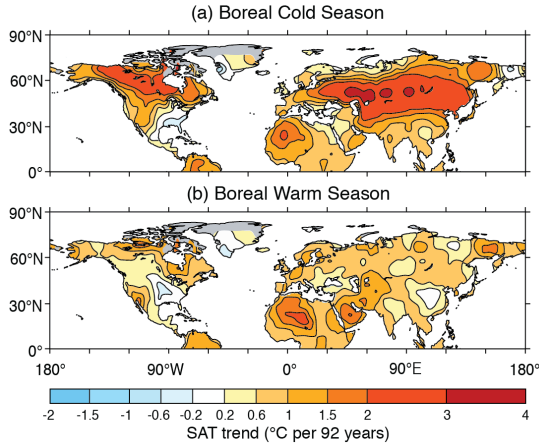 (a) Boreal Cold Season
90°N
60°N
30°N
0°
(b) Boreal Warm Season
90°N
60°N
30°N
0°
180° 90°W 0° 90°E 180°
-2 -1.5 -1 -0.6 -0.2 0.2 0.6 1 1.5 2 3 4
SAT trend (°C per 92 years)